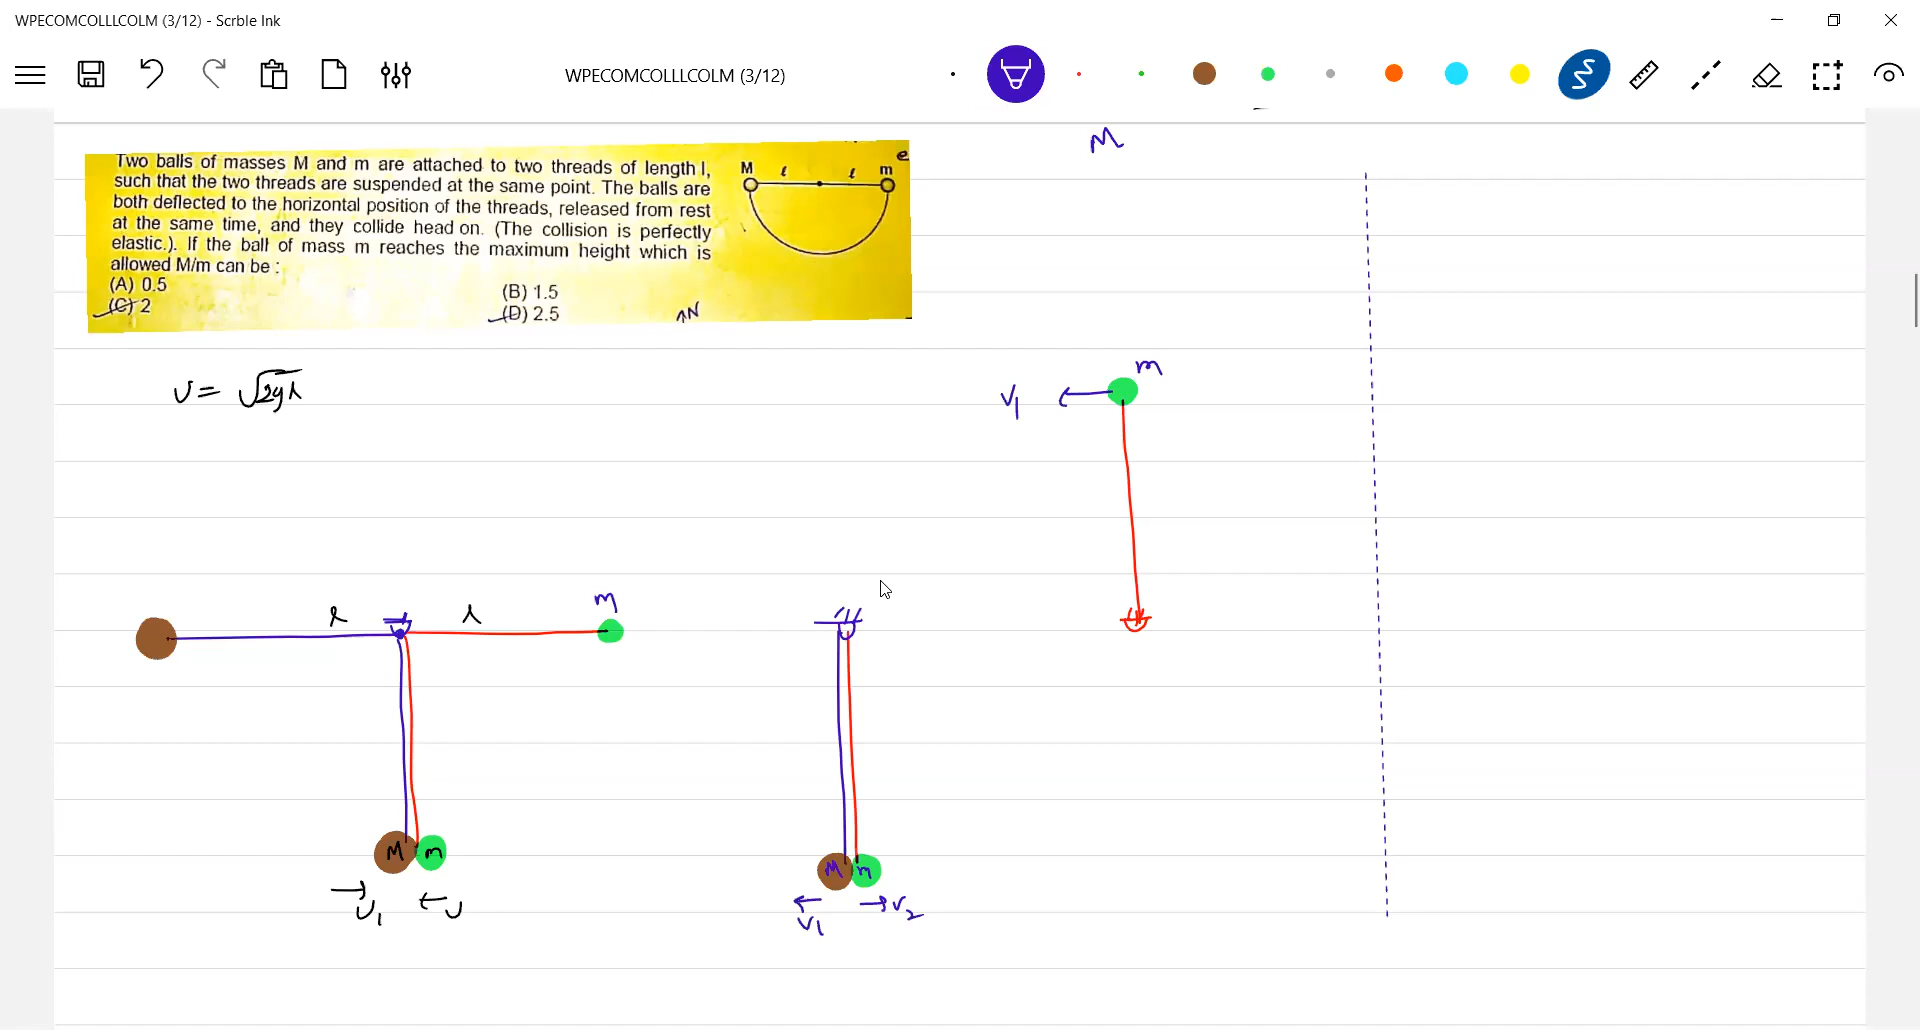 WPECOMCOLLLCOLM (3/12) - Scrble Ink
WPECOMCOLLLCOLM (3/12)
M
e
Two balls of masses M and m are attached to two threads of length l,
such that the two threads are suspended at the same point. The balls are
both deflected to the horizontal position of the threads, released from rest
at the same time, and they collide head on. (The collision is perfectly
elastic.). If the ball of mass m reaches the maximum height which is
allowed M/m can be :
(A) 0.5
(B) 1.5
(C) 2
(D) 2.5
M ℓ ℓ m
N
v = √2gl
m
v1
l l m
M m
v1 v
M m
v1 v2